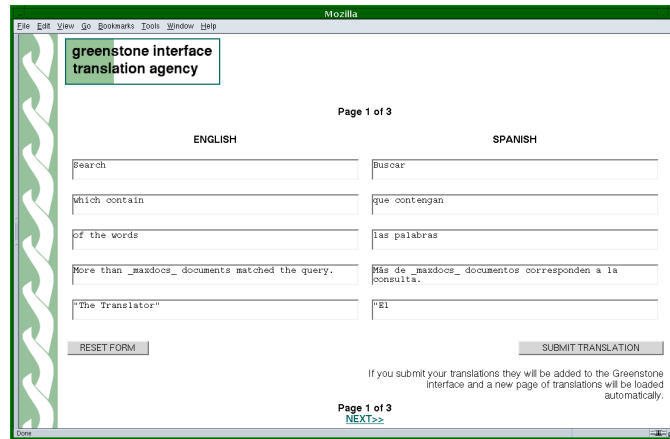 Mozilla
File Edit View Go Bookmarks Tools Window Help
greenstone interface
translation agency
Page 1 of 3
ENGLISH SPANISH
Search Buscar
which contain que contengan
of the words las palabras
More than _maxdocs_ documents matched the query. Más de _maxdocs_ documentos corresponden a la
consulta.
"The Translator" "El
RESET FORM SUBMIT TRANSLATION
If you submit your translations they will be added to the Greenstone
interface and a new page of translations will be loaded
automatically.
Page 1 of 3
NEXT>>
Done